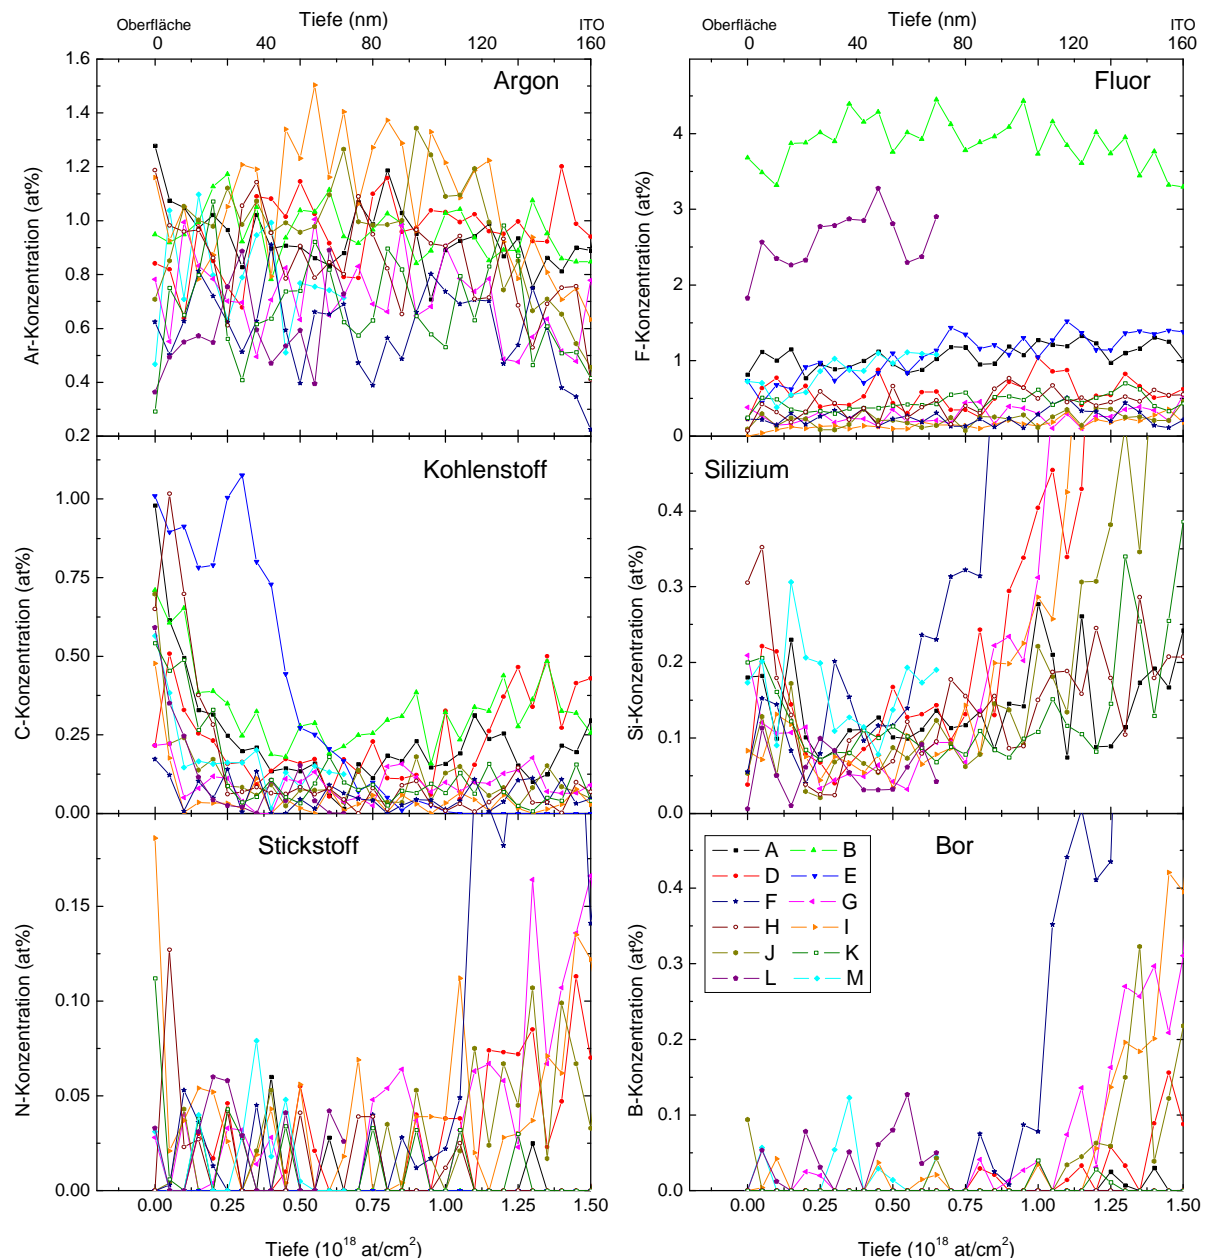 Tiefe (nm)
Tiefe (nm)
Oberfläche
ITO
Oberfläche
ITO
0
40
80
120
160
0
40
80
120
160
1.6
1.4
1.2
1.0
0.8
0.6
0.4
0.2
Ar-Konzentration (at%)
Argon
4
3
2
1
0
F-Konzentration (at%)
Fluor
1.00
0.75
0.50
0.25
0.00
C-Konzentration (at%)
Kohlenstoff
0.4
0.3
0.2
0.1
0.0
Si-Konzentration (at%)
Silizium
0.15
0.10
0.05
0.00
N-Konzentration (at%)
Stickstoff
0.4
0.3
0.2
0.1
0.0
B-Konzentration (at%)
Bor
A B
D E
F G
H I
J K
L M
0.00 0.25 0.50 0.75 1.00 1.25 1.50
0.00 0.25 0.50 0.75 1.00 1.25 1.50
Tiefe (10¹⁸ at/cm²)
Tiefe (10¹⁸ at/cm²)